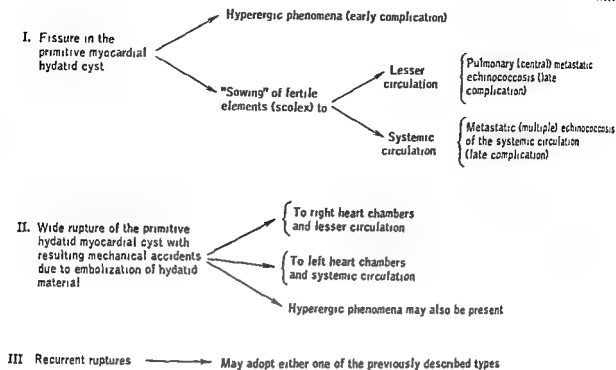 Hyperergic phenomena (early complication)
I. Fissure in the
primitive myocardial
hydatid cyst
"Sowing" of fertile
elements (scolex) to
Lesser
circulation
Pulmonary (central) metastatic
echinococcosis (late
complication)
Systemic
circulation
Metastatic (multiple) echinococcosis
of the systemic circulation
(late complication)
II. Wide rupture of the primitive
hydatid myocardial cyst with
resulting mechanical accidents
due to embolization of hydatid
material
To right heart chambers
and lesser circulation
To left heart chambers
and systemic circulation
Hyperergic phenomena may also be present
III Recurrent ruptures
May adopt either one of the previously described types